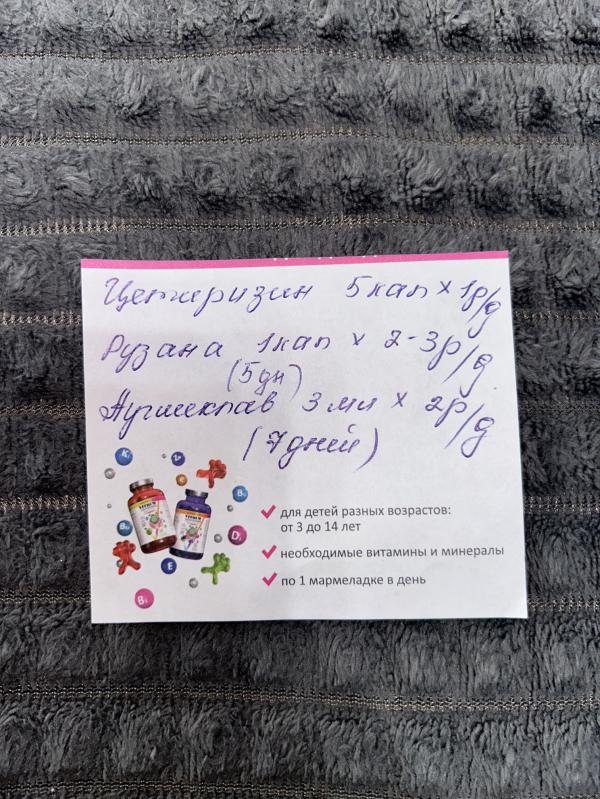 Цетиризин 5 кап × 1р/д
Рузана 1 кап × 2-3р/д
(5дн)
Аугмеклав 3 мл × 2р/д
(7 дней)
для детей разных возрастов:
от 3 до 14 лет
необходимые витамины и минералы
по 1 мармеладке в день